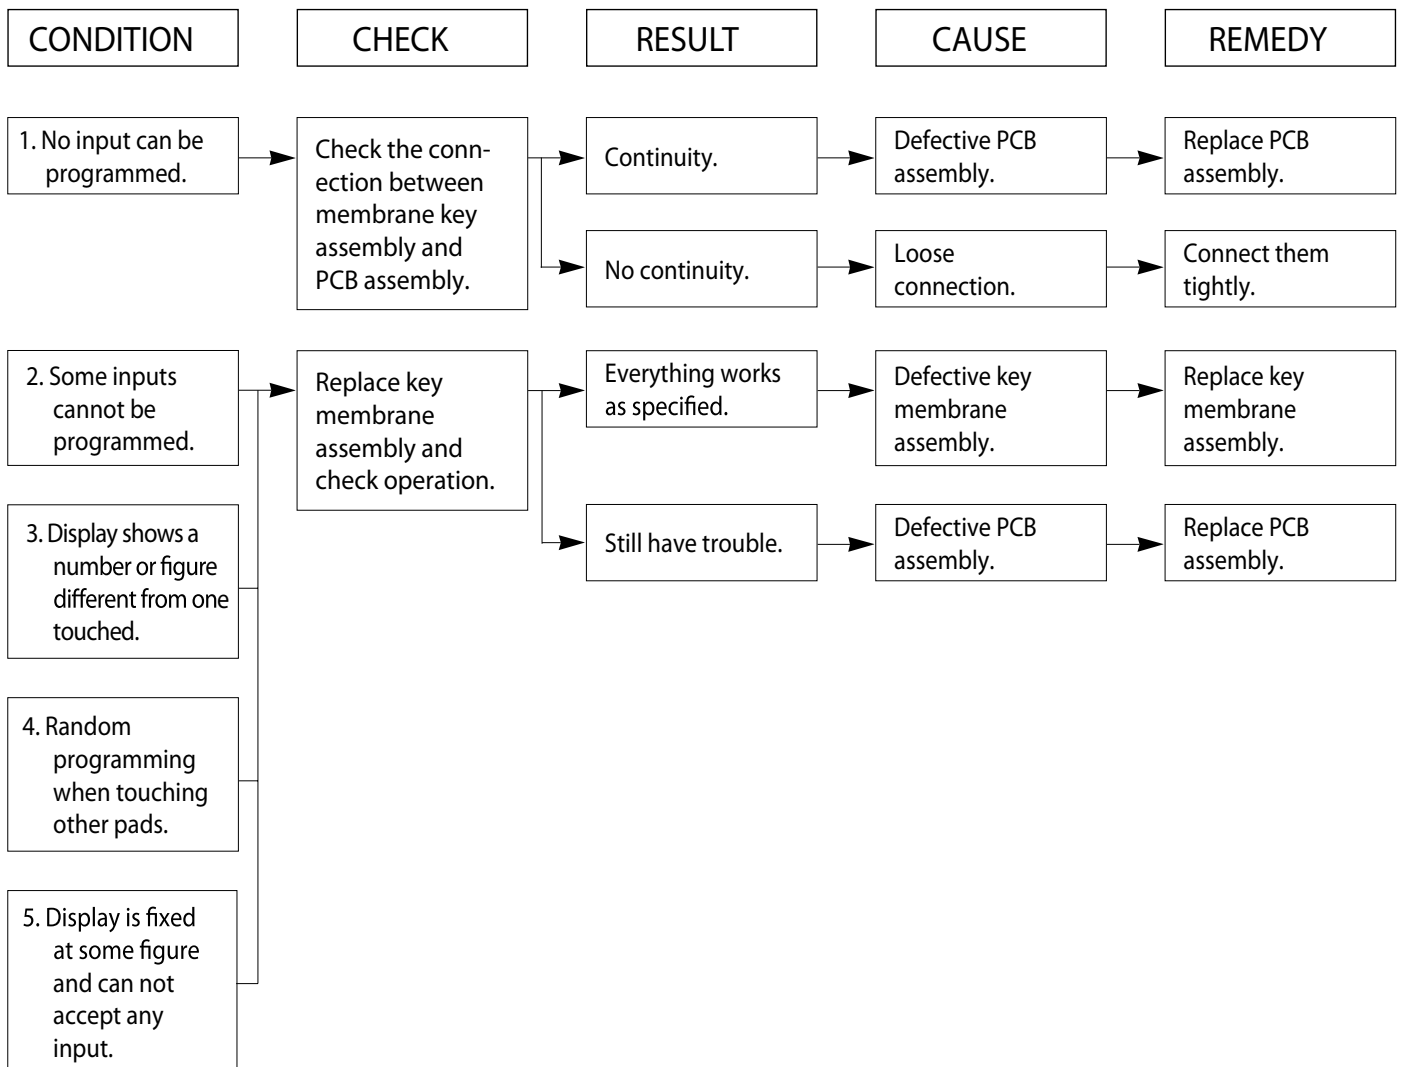 CONDITION
CHECK
RESULT
CAUSE
REMEDY
1. No input can be
programmed.
Check the conn-
ection between
membrane key
assembly and
PCB assembly.
Continuity.
Defective PCB
assembly.
Replace PCB
assembly.
No continuity.
Loose
connection.
Connect them
tightly.
2. Some inputs
cannot be
programmed.
Replace key
membrane
assembly and
check operation.
Everything works
as specified.
Defective key
membrane
assembly.
Replace key
membrane
assembly.
Still have trouble.
Defective PCB
assembly.
Replace PCB
assembly.
3. Display shows a
number or figure
different from one
touched.
4. Random
programming
when touching
other pads.
5. Display is fixed
at some figure
and can not
accept any
input.